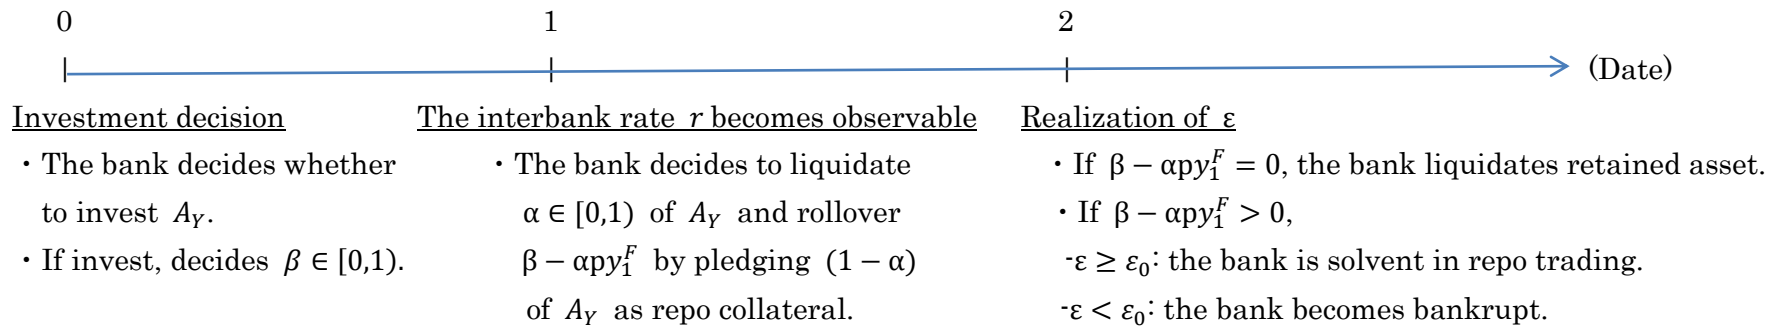 0 1 2
(Date)
Investment decision
・The bank decides whether
to invest A_Y.
・If invest, decides β ∈ [0,1).
The interbank rate r becomes observable
・The bank decides to liquidate
α ∈ [0,1) of A_Y and rollover
β − αpy₁ᶠ by pledging (1 − α)
of A_Y as repo collateral.
Realization of ε
・If β − αpy₁ᶠ = 0, the bank liquidates retained asset.
・If β − αpy₁ᶠ > 0,
-ε ≥ ε₀: the bank is solvent in repo trading.
-ε < ε₀: the bank becomes bankrupt.